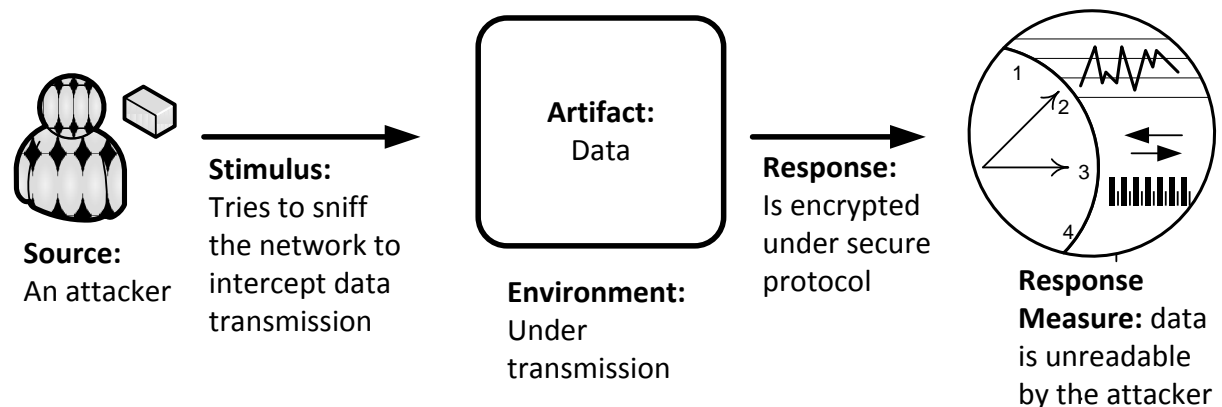 Source:
An attacker
Stimulus:
Tries to sniff
the network to
intercept data
transmission
Artifact:
Data
Environment:
Under
transmission
Response:
Is encrypted
under secure
protocol
1
2
3
4
Response
Measure: data
is unreadable
by the attacker